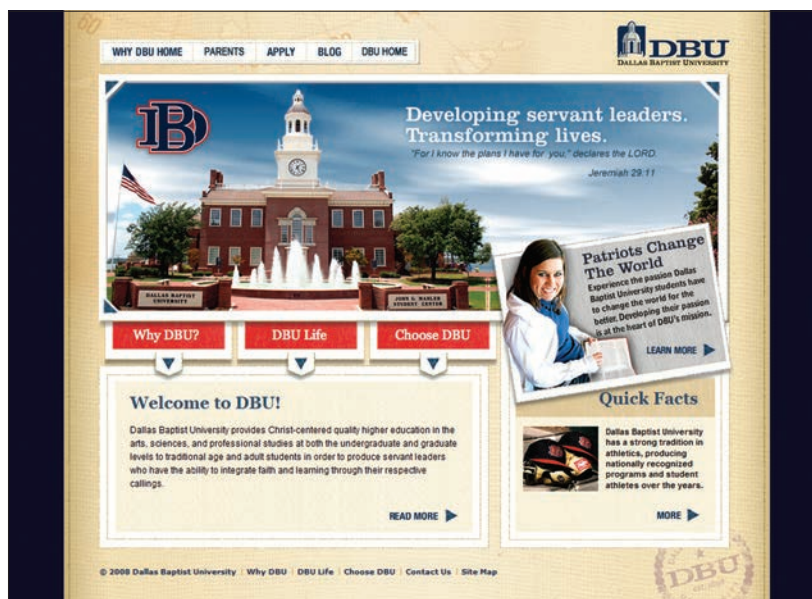 60
WHY DBU HOME
PARENTS
APPLY
BLOG
DBU HOME
DBU
DALLAS BAPTIST UNIVERSITY
DB
Developing servant leaders.
Transforming lives.
"For I know the plans I have for you," declares the LORD.
Jeremiah 29:11
DALLAS BAPTIST
UNIVERSITY
JOHN G. MAHLER
STUDENT CENTER
Patriots Change
The World
Experience the passion Dallas
Baptist University students have
to change the world for the
better. Developing their passion
is at the heart of DBU's mission.
LEARN MORE
Why DBU?
DBU Life
Choose DBU
Welcome to DBU!
Dallas Baptist University provides Christ-centered quality higher education in the
arts, sciences, and professional studies at both the undergraduate and graduate
levels to traditional age and adult students in order to produce servant leaders
who have the ability to integrate faith and learning through their respective
callings.
READ MORE
Quick Facts
Dallas Baptist University
has a strong tradition in
athletics, producing
nationally recognized
programs and student
athletes over the years.
MORE
© 2008 Dallas Baptist University | Why DBU | DBU Life | Choose DBU | Contact Us | Site Map
DBU